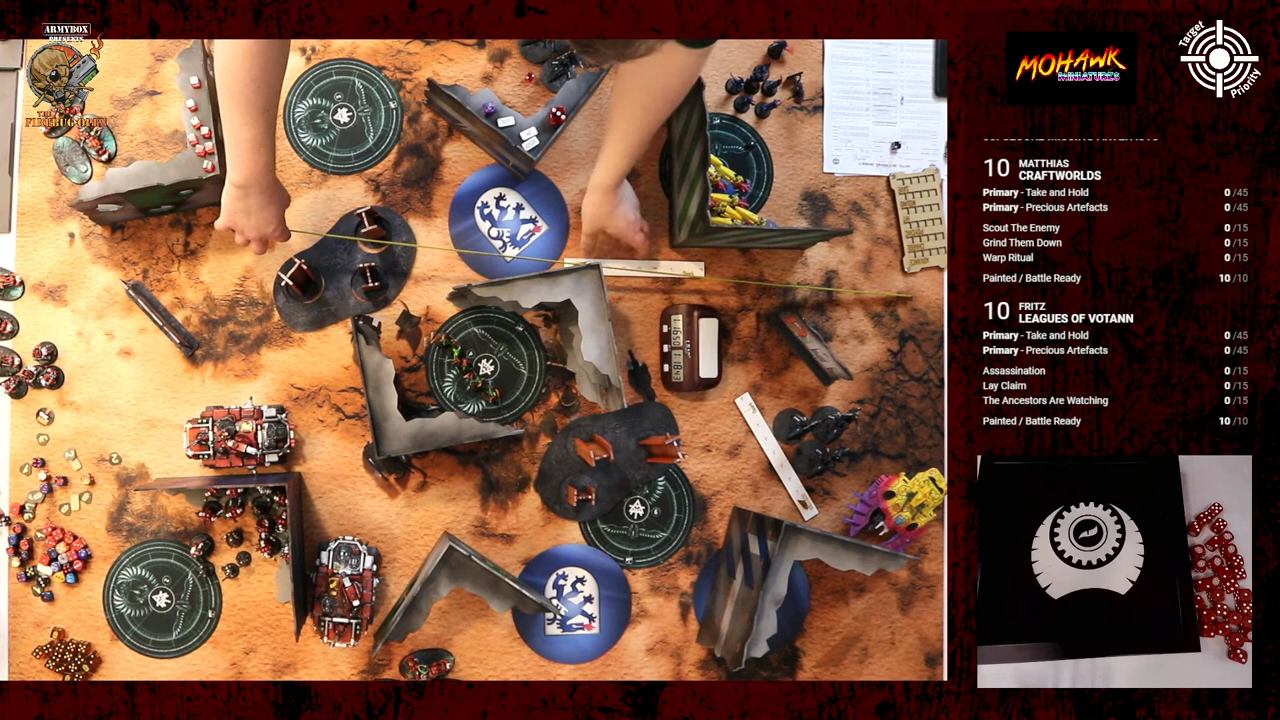 ARMYBOX
PRESENTS
MOHAWK
MINIATURES
Target
Priority
10 MATTHIAS
CRAFTWORLDS
Primary - Take and Hold 0 /45
Primary - Precious Artefacts 0 /45
Scout The Enemy 0 /15
Grind Them Down 0 /15
Warp Ritual 0 /15
Painted / Battle Ready 10 /10
10 FRITZ
LEAGUES OF VOTANN
Primary - Take and Hold 0 /45
Primary - Precious Artefacts 0 /45
Assassination 0 /15
Lay Claim 0 /15
The Ancestors Are Watching 0 /15
Painted / Battle Ready 10 /10